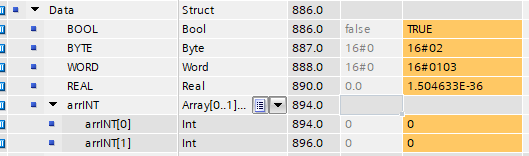 Data Struct 886.0
BOOL Bool 886.0 false TRUE
BYTE Byte 887.0 16#0 16#02
WORD Word 888.0 16#0 16#0103
REAL Real 890.0 0.0 1.504633E-36
arrINT Array[0..1]... 894.0
arrINT[0] Int 894.0 0 0
arrINT[1] Int 896.0 0 0